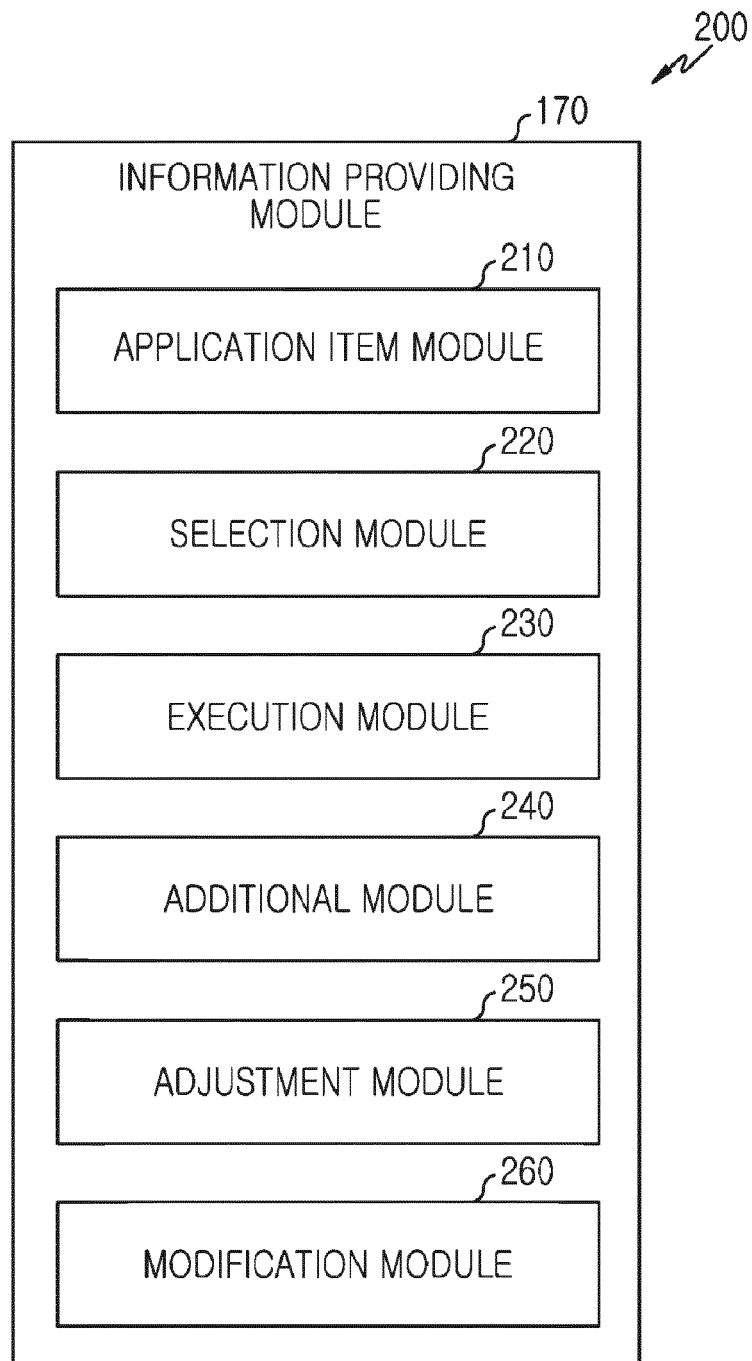 200
170
INFORMATION PROVIDING
MODULE
210
APPLICATION ITEM MODULE
220
SELECTION MODULE
230
EXECUTION MODULE
240
ADDITIONAL MODULE
250
ADJUSTMENT MODULE
260
MODIFICATION MODULE